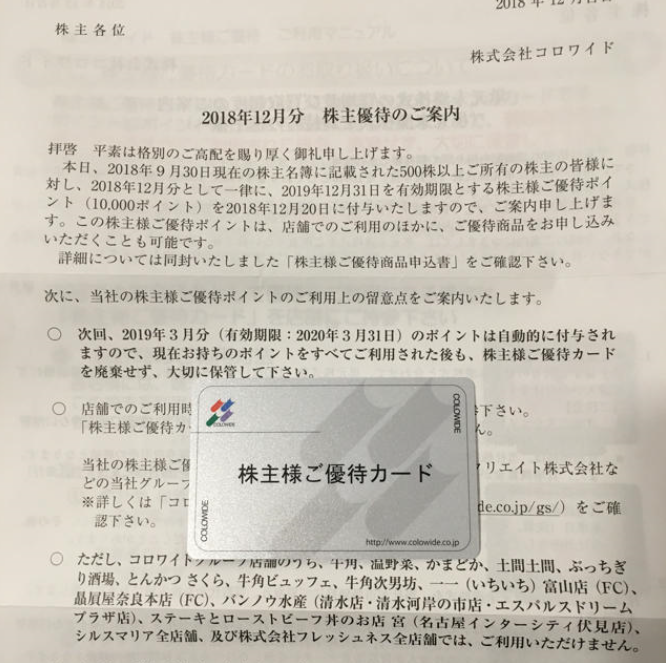 2018年12月
株主各位
株式会社コロワイド
2018年12月分　株主優待のご案内
拝啓　平素は格別のご高配を賜り厚く御礼申し上げます。
本日、2018年９月30日現在の株主名簿に記載された500株以上ご所有の株主の皆様に
対し、2018年12月分として一律に、2019年12月31日を有効期限とする株主様ご優待ポイ
ント（10,000ポイント）を2018年12月20日に付与いたしますので、ご案内申し上げま
す。この株主様ご優待ポイントは、店舗でのご利用のほかに、ご優待商品をお申し込み
いただくことも可能です。
詳細については同封いたしました「株主様ご優待商品申込書」をご確認下さい。
次に、当社の株主様ご優待ポイントのご利用上の留意点をご案内いたします。
○　次回、2019年３月分（有効期限：2020年３月31日）のポイントは自動的に付与され
ますので、現在お持ちのポイントをすべてご利用された後も、株主様ご優待カード
を廃棄せず、大切に保管して下さい。
○　店舗でのご利用時 下さい。
「株主様ご優待カ ん。
当社の株主様ご優 クリエイト株式会社な
どの当社グループ
※詳しくは「コロ de.co.jp/gs/）をご確
認下さい。
COLOWIDE
COLOWIDE
株主様ご優待カード
COLOWIDE
http://www.colowide.co.jp
○　ただし、コロワイドグループ店舗のうち、牛角、温野菜、かまどか、土間土間、ぶっちぎ
り酒場、とんかつ さくら、牛角ビュッフェ、牛角次男坊、一一（いちいち）富山店（FC）、
贔屓屋奈良本店（FC）、バンノウ水産（清水店・清水河岸の市店・エスパルスドリーム
プラザ店）、ステーキとローストビーフ丼のお店 宮（名古屋インターシティ伏見店）、
シルスマリア全店舗、及び株式会社フレッシュネス全店舗では、ご利用いただけません。